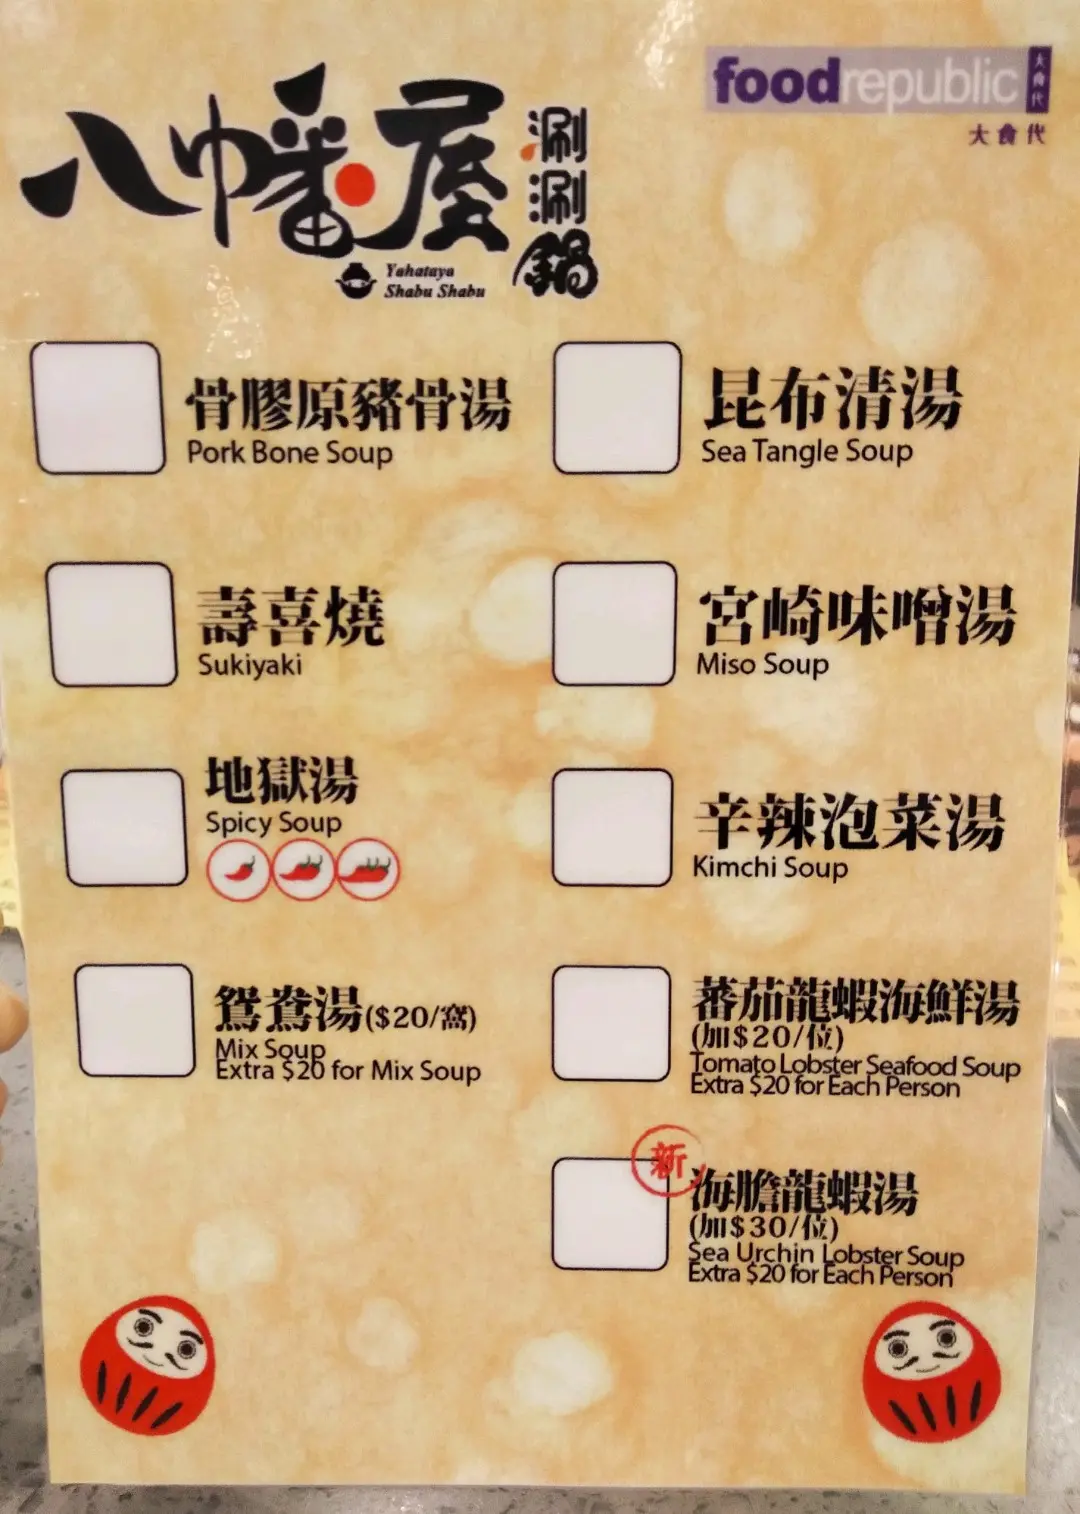 八幡屋
涮涮鍋
Yahataya
Shabu Shabu
foodrepublic
大食代
大食代
骨膠原豬骨湯
Pork Bone Soup
昆布清湯
Sea Tangle Soup
壽喜燒
Sukiyaki
宮崎味噌湯
Miso Soup
地獄湯
Spicy Soup
辛辣泡菜湯
Kimchi Soup
鴛鴦湯($20/窩)
Mix Soup
Extra $20 for Mix Soup
蕃茄龍蝦海鮮湯
(加$20/位)
Tomato Lobster Seafood Soup
Extra $20 for Each Person
新
海膽龍蝦湯
(加$30/位)
Sea Urchin Lobster Soup
Extra $20 for Each Person